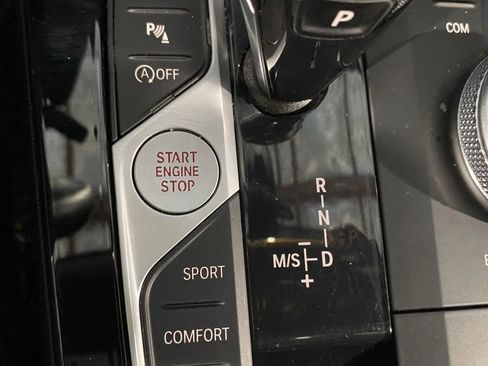 P
P
COM
A OFF
START
ENGINE
STOP
R
N
M/S D
+
SPORT
COMFORT